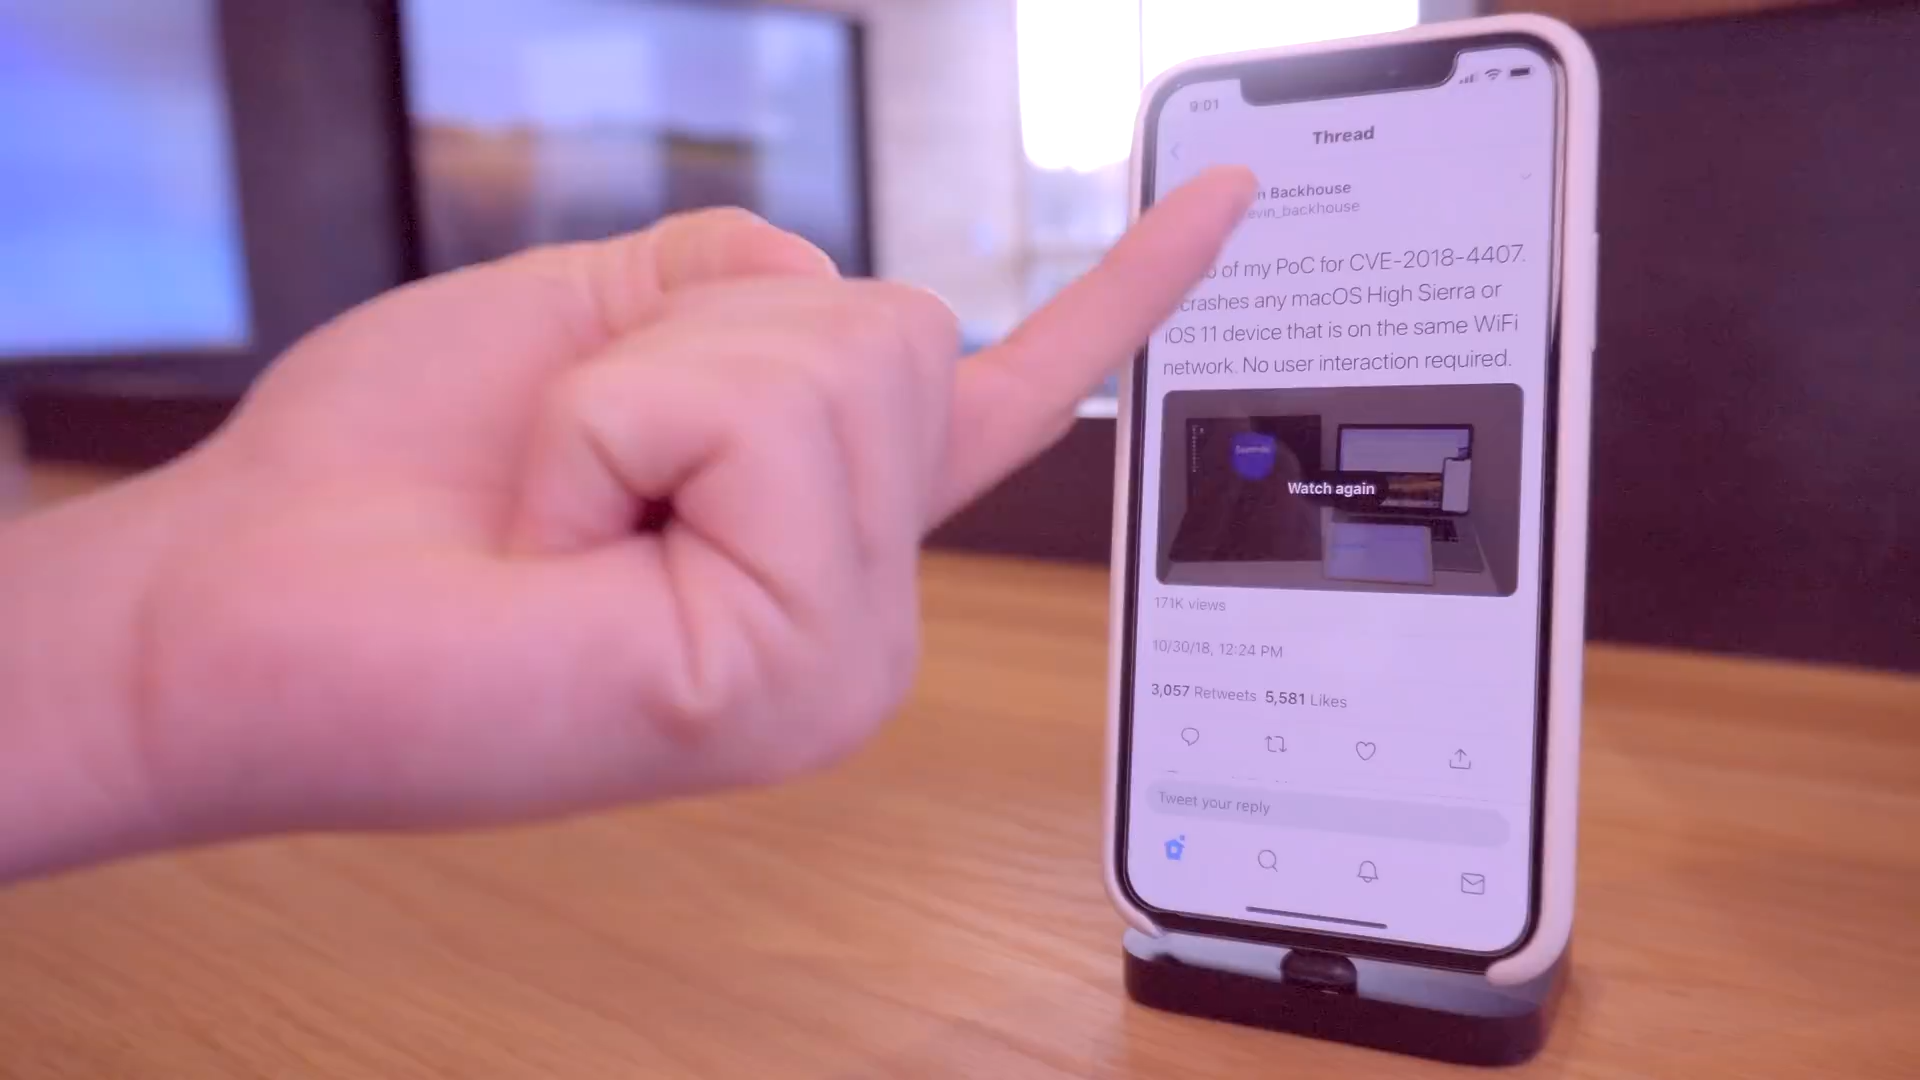 9:01
Thread
n Backhouse
evin_backhouse
of my PoC for CVE-2018-4407.
crashes any macOS High Sierra or
iOS 11 device that is on the same WiFi
network. No user interaction required.
Watch again
171K views
10/30/18, 12:24 PM
3,057 Retweets 5,581 Likes
Tweet your reply